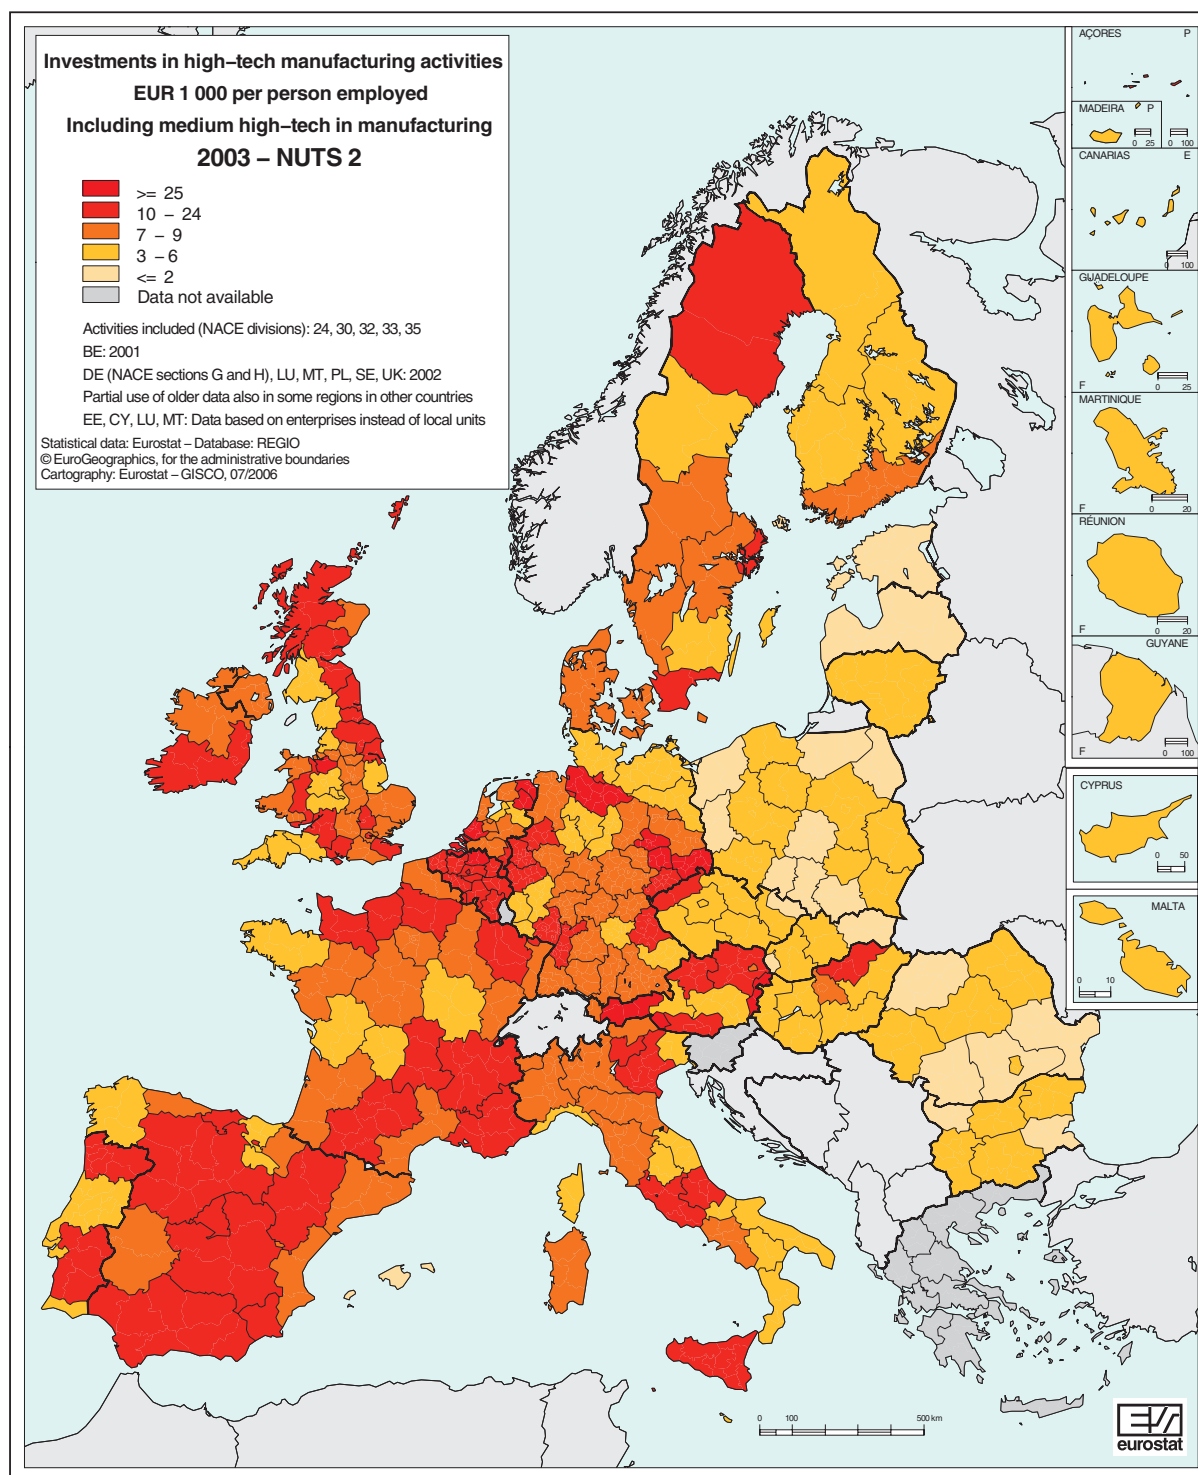 Investments in high–tech manufacturing activities
EUR 1 000 per person employed
Including medium high–tech in manufacturing
2003 – NUTS 2
>= 25
10 – 24
7 – 9
3 – 6
<= 2
Data not available
Activities included (NACE divisions): 24, 30, 32, 33, 35
BE: 2001
DE (NACE sections G and H), LU, MT, PL, SE, UK: 2002
Partial use of older data also in some regions in other countries
EE, CY, LU, MT: Data based on enterprises instead of local units
Statistical data: Eurostat – Database: REGIO
© EuroGeographics, for the administrative boundaries
Cartography: Eurostat – GISCO, 07/2006
AÇORES P
MADEIRA P
0 25 0 100
CANARIAS E
0 100
GUADELOUPE
F 0 25
MARTINIQUE
F 0 20
RÉUNION
F 0 20
GUYANE
F 0 100
CYPRUS
0 50
MALTA
0 10
0 100 500 km
eurostat